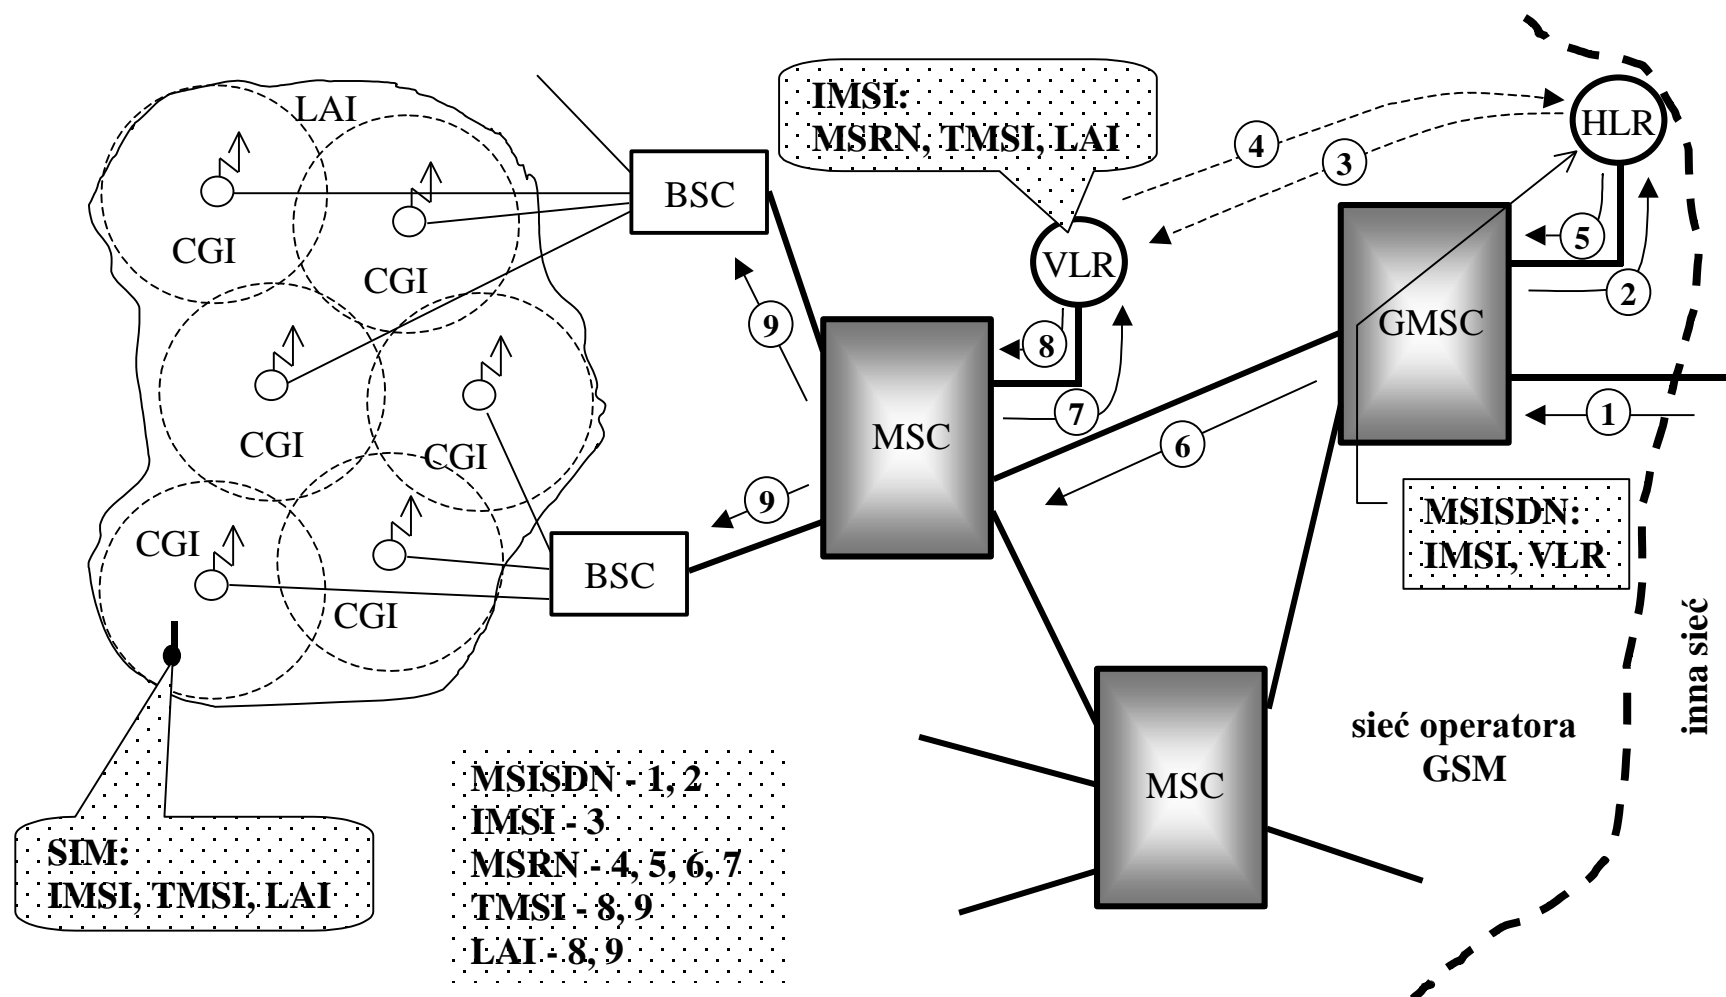 LAI
IMSI:
MSRN, TMSI, LAI
HLR
4
3
BSC
CGI
CGI
VLR
5
2
GMSC
9
8
7
1
MSC
6
CGI
CGI
9
MSISDN:
IMSI, VLR
CGI
CGI
BSC
inna sieć
sieć operatora
GSM
MSC
MSISDN - 1, 2
IMSI - 3
MSRN - 4, 5, 6, 7
TMSI - 8, 9
LAI - 8, 9
SIM:
IMSI, TMSI, LAI